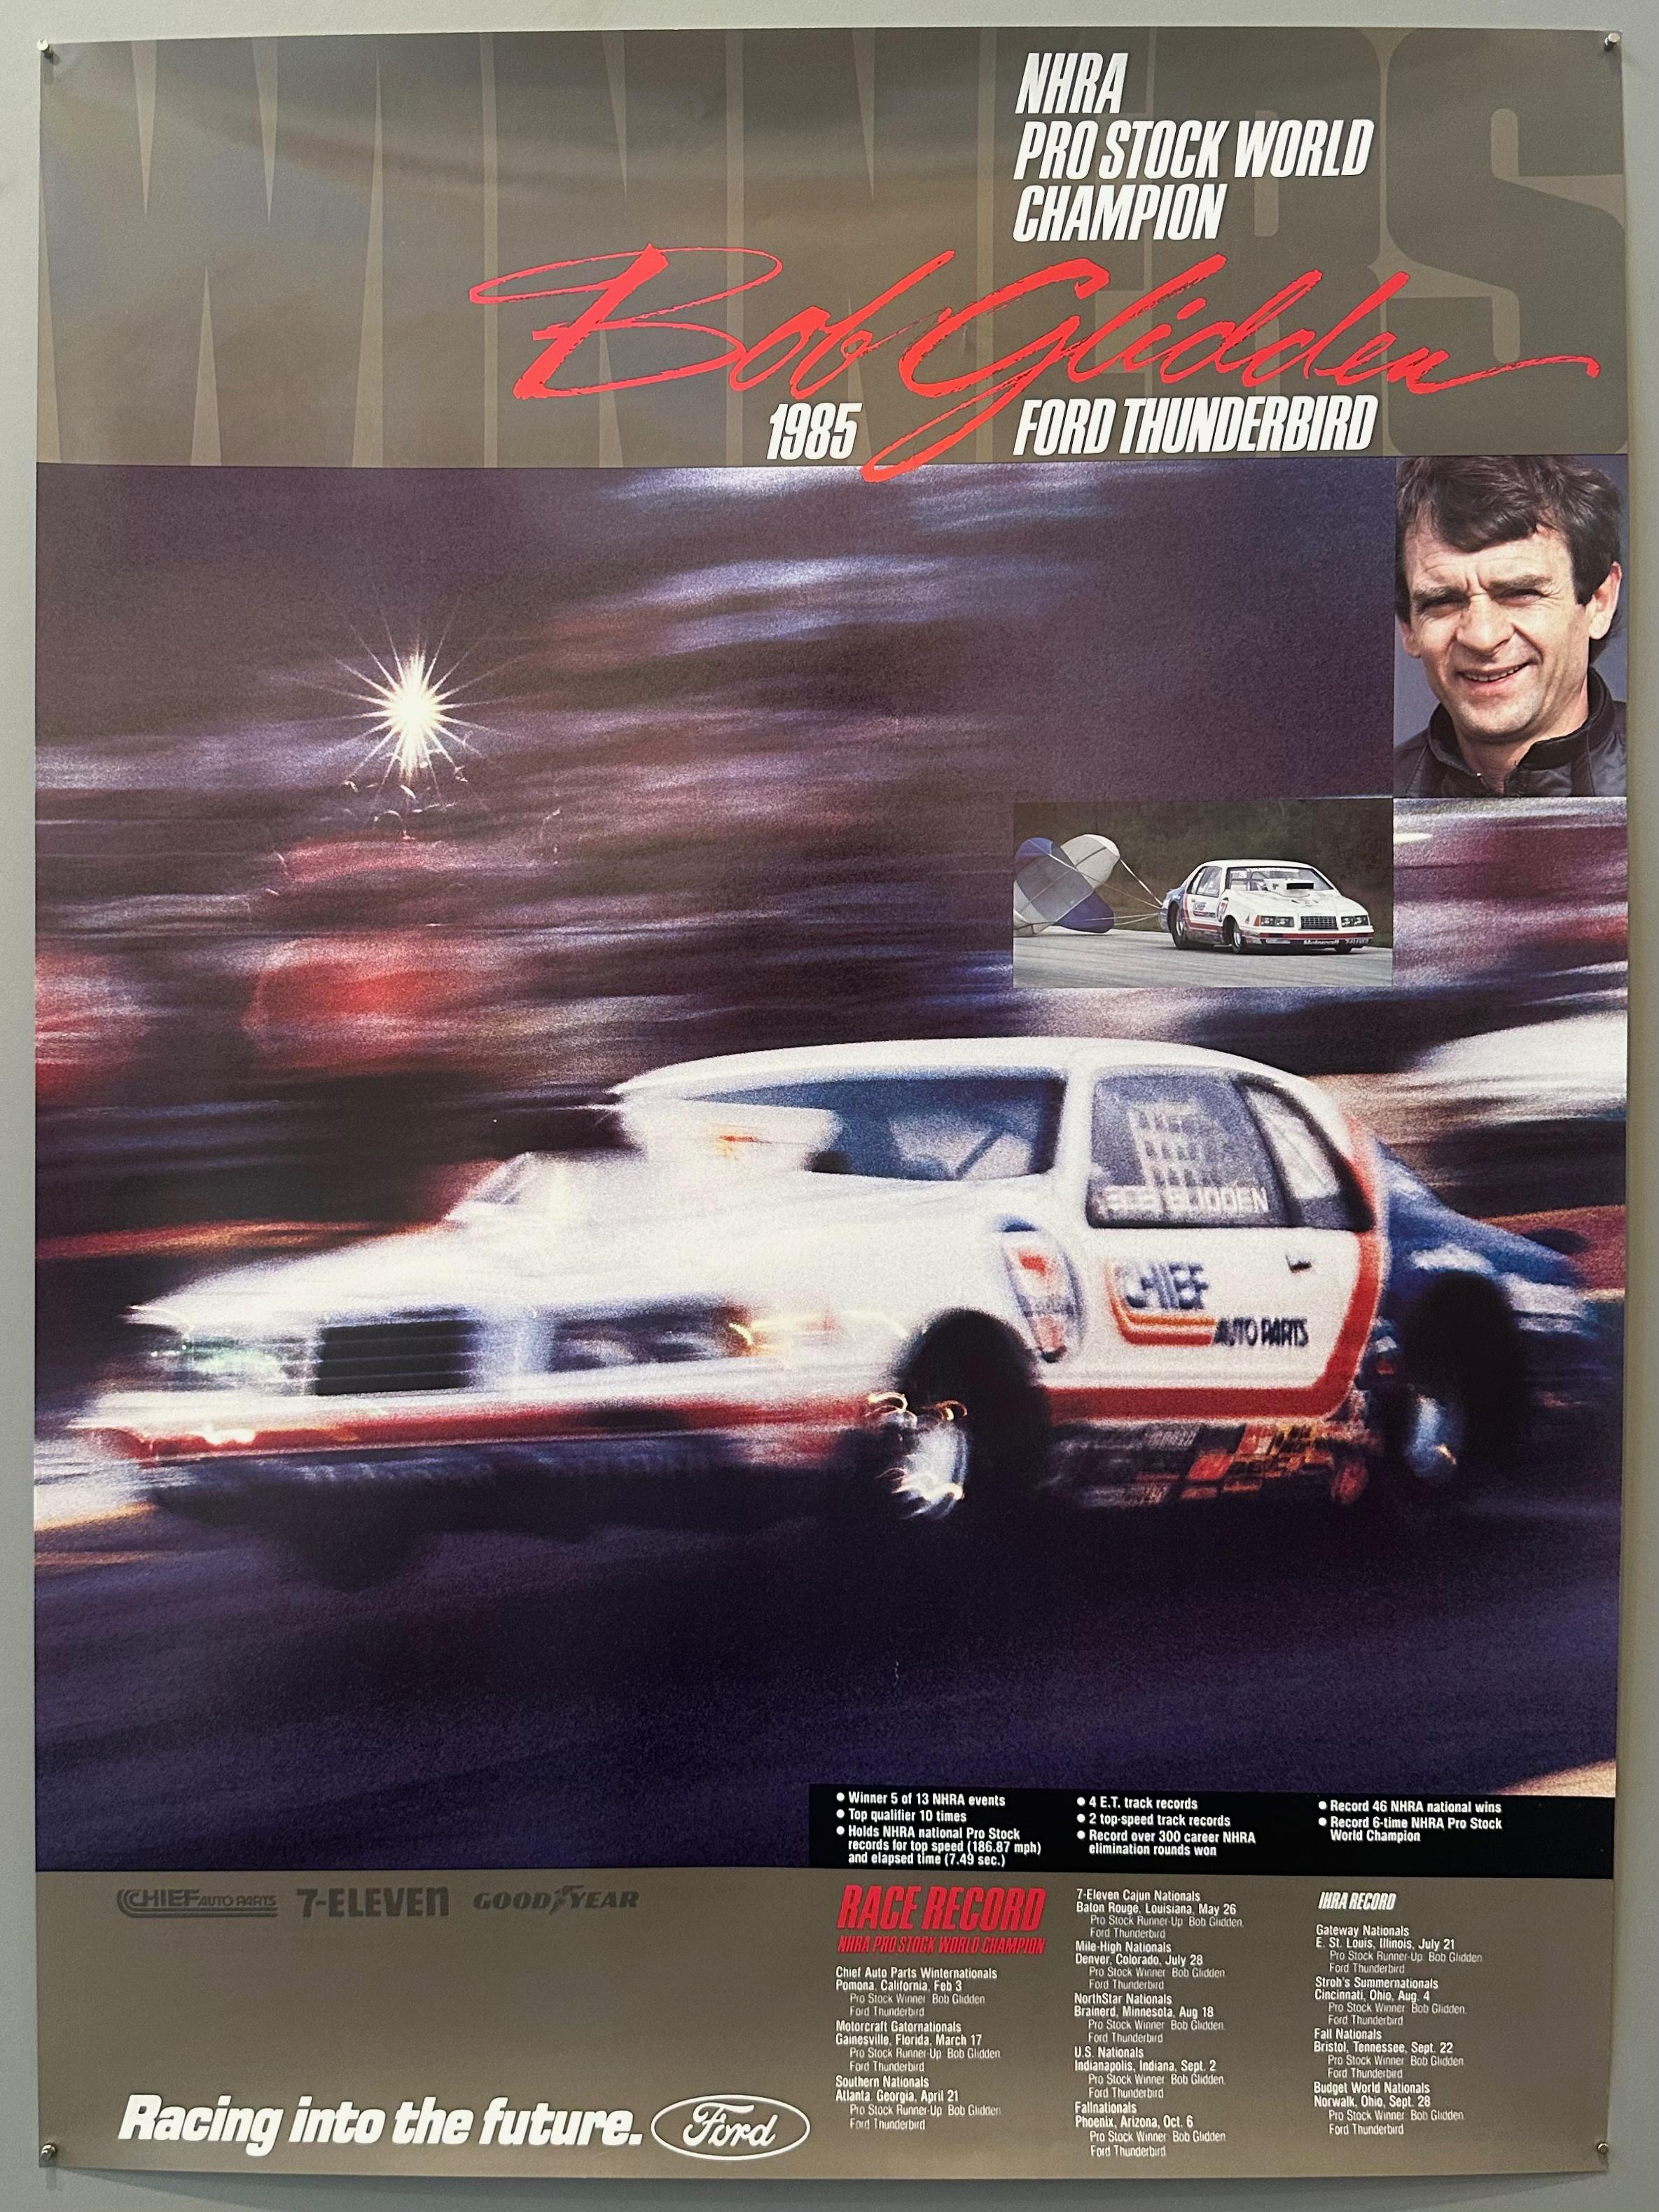 WINNERS
NHRA
PRO STOCK WORLD
CHAMPION
Bob Glidden
1985 FORD THUNDERBIRD
BOB GLIDDEN
CHIEF
AUTO PARTS
● Winner 5 of 13 NHRA events
● Top qualifier 10 times
● Holds NHRA national Pro Stock
records for top speed (186.87 mph)
and elapsed time (7.49 sec.)
● 4 E.T. track records
● 2 top-speed track records
● Record over 300 career NHRA
elimination rounds won
● Record 46 NHRA national wins
● Record 6-time NHRA Pro Stock
World Champion
CHIEF AUTO PARTS 7-ELEVEn GOODYEAR
RACE RECORD
NHRA PRO STOCK WORLD CHAMPION
Chief Auto Parts Winternationals
Pomona, California, Feb 3
Pro Stock Winner Bob Glidden
Ford Thunderbird
Motorcraft Gatornationals
Gainesville, Florida, March 17
Pro Stock Runner-Up Bob Glidden
Ford Thunderbird
Southern Nationals
Atlanta, Georgia, April 21
Pro Stock Runner-Up Bob Glidden
Ford Thunderbird
7-Eleven Cajun Nationals
Baton Rouge, Louisiana, May 26
Pro Stock Runner-Up Bob Glidden
Ford Thunderbird
Mile-High Nationals
Denver, Colorado, July 28
Pro Stock Winner Bob Glidden
Ford Thunderbird
NorthStar Nationals
Brainerd, Minnesota, Aug 18
Pro Stock Winner Bob Glidden
Ford Thunderbird
U.S. Nationals
Indianapolis, Indiana, Sept. 2
Pro Stock Winner Bob Glidden
Ford Thunderbird
Fallnationals
Phoenix, Arizona, Oct. 6
Pro Stock Winner Bob Glidden
Ford Thunderbird
IHRA RECORD
Gateway Nationals
E. St. Louis, Illinois, July 21
Pro Stock Runner-Up Bob Glidden
Ford Thunderbird
Stroh's Summernationals
Cincinnati, Ohio, Aug. 4
Pro Stock Winner Bob Glidden
Ford Thunderbird
Fall Nationals
Bristol, Tennessee, Sept. 22
Pro Stock Winner Bob Glidden
Ford Thunderbird
Budget World Nationals
Norwalk, Ohio, Sept. 28
Pro Stock Winner Bob Glidden
Ford Thunderbird
Racing into the future. Ford